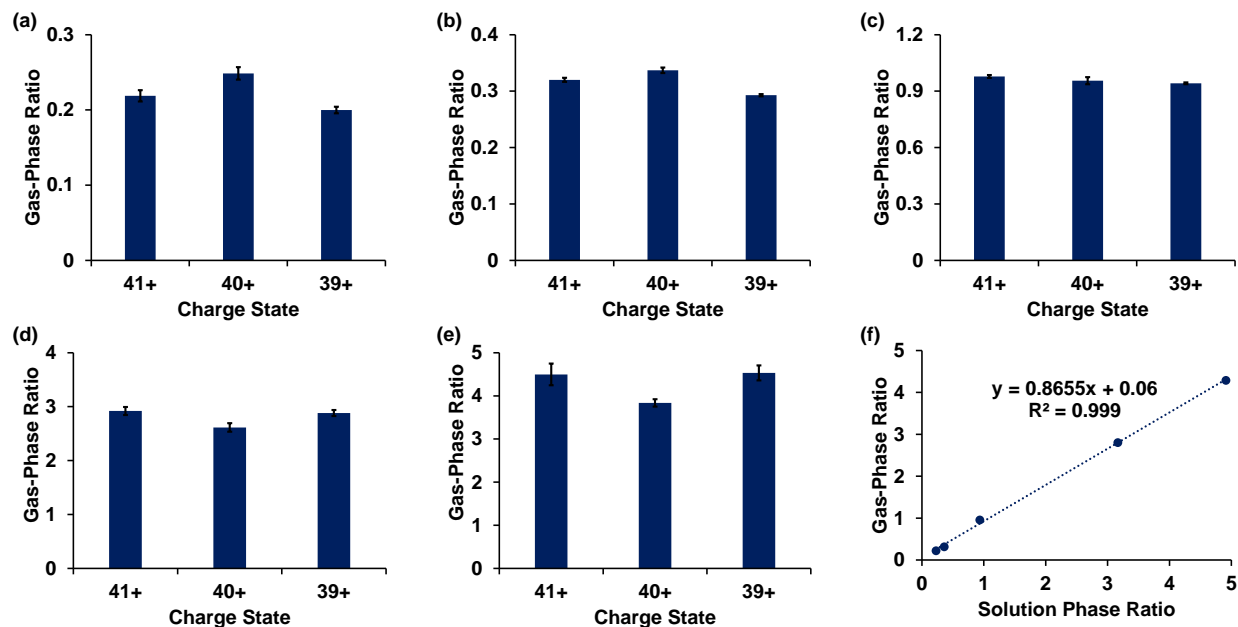 (a)
0.3
0.2
0.1
0
Gas-Phase Ratio
41+ 40+ 39+
Charge State
(b)
0.4
0.3
0.2
0.1
0
Gas-Phase Ratio
41+ 40+ 39+
Charge State
(c)
1.2
0.9
0.6
0.3
0
Gas-Phase Ratio
41+ 40+ 39+
Charge State
(d)
4
3
2
1
0
Gas-Phase Ratio
41+ 40+ 39+
Charge State
(e)
5
4
3
2
1
0
Gas-Phase Ratio
41+ 40+ 39+
Charge State
(f)
5
4
3
2
1
0
Gas-Phase Ratio
y = 0.8655x + 0.06
R² = 0.999
0 1 2 3 4 5
Solution Phase Ratio